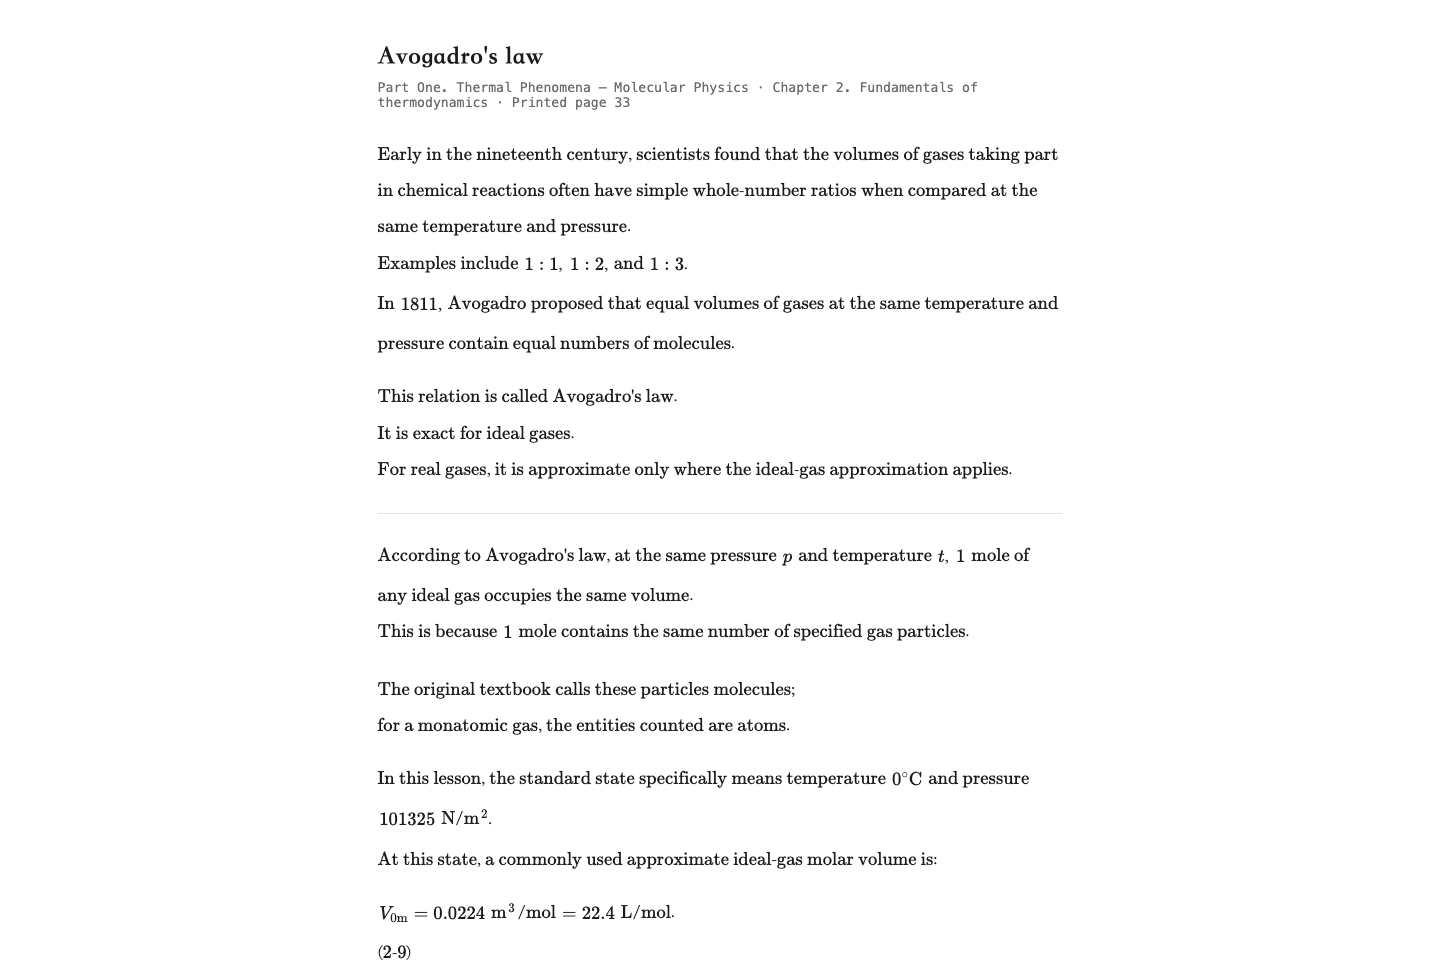 Avogadro's law
Part One. Thermal Phenomena — Molecular Physics · Chapter 2. Fundamentals of
thermodynamics · Printed page 33
Early in the nineteenth century, scientists found that the volumes of gases taking part
in chemical reactions often have simple whole-number ratios when compared at the
same temperature and pressure.
Examples include 1 : 1, 1 : 2, and 1 : 3.
In 1811, Avogadro proposed that equal volumes of gases at the same temperature and
pressure contain equal numbers of molecules.
This relation is called Avogadro's law.
It is exact for ideal gases.
For real gases, it is approximate only where the ideal-gas approximation applies.
According to Avogadro's law, at the same pressure p and temperature t, 1 mole of
any ideal gas occupies the same volume.
This is because 1 mole contains the same number of specified gas particles.
The original textbook calls these particles molecules;
for a monatomic gas, the entities counted are atoms.
In this lesson, the standard state specifically means temperature 0°C and pressure
101325 N/m².
At this state, a commonly used approximate ideal-gas molar volume is:
V₀ₘ = 0.0224 m³/mol = 22.4 L/mol.
(2-9)